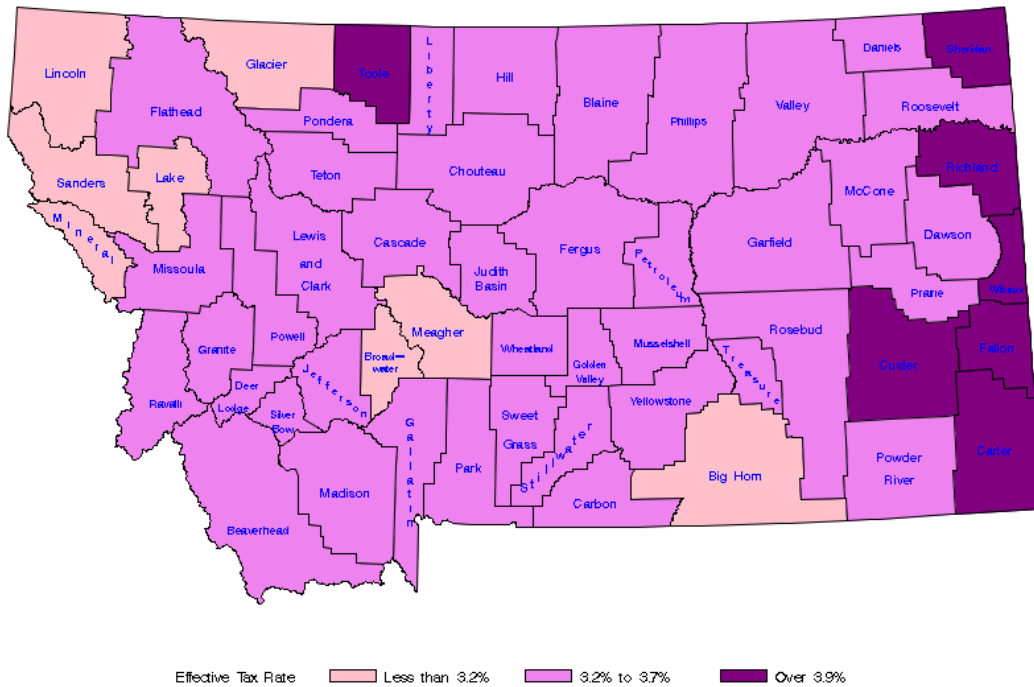 Lincoln
Glacier
Toole
Liberty
Hill
Blaine
Phillips
Valley
Daniels
Sheridan
Flathead
Pondera
Roosevelt
Sanders
Lake
Teton
Chouteau
Richland
McCone
Mineral
Missoula
Lewis
and
Clark
Cascade
Judith
Basin
Fergus
Petroleum
Garfield
Dawson
Prarie
Wibaux
Powell
Granite
Meagher
Broad-
water
Wheatland
Golden
Valley
Musselshell
Treasure
Rosebud
Custer
Fallon
Ravalli
Deer
Lodge
Silver
Bow
Jefferson
Gallatin
Park
Sweet
Grass
Stillwater
Yellowstone
Carbon
Big Horn
Powder
River
Carter
Madison
Beaverhead
Effective Tax Rate
Less than 3.2%
3.2% to 3.7%
Over 3.9%